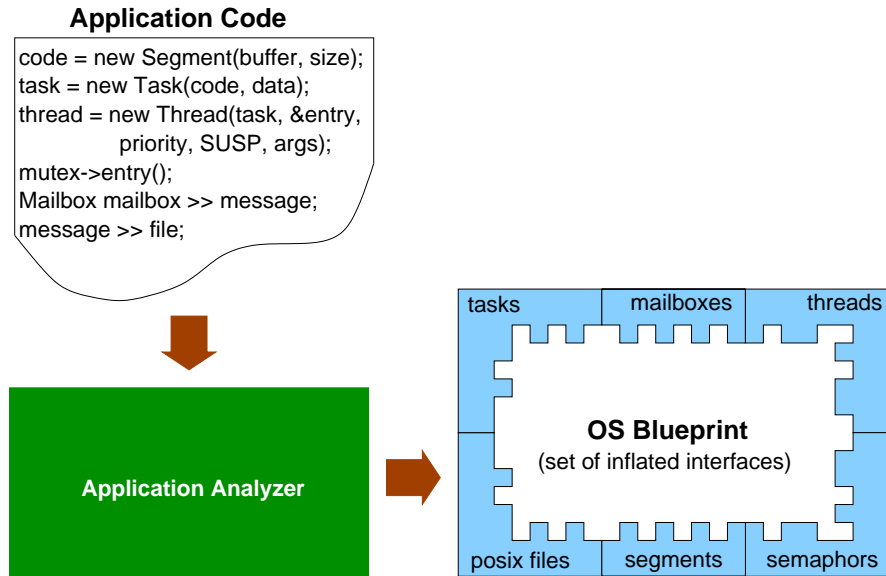 Application Code
code = new Segment(buffer, size);
task = new Task(code, data);
thread = new Thread(task, &entry,
priority, SUSP, args);
mutex->entry();
Mailbox mailbox >> message;
message >> file;
Application Analyzer
tasks
mailboxes
threads
OS Blueprint
(set of inflated interfaces)
posix files
segments
semaphors